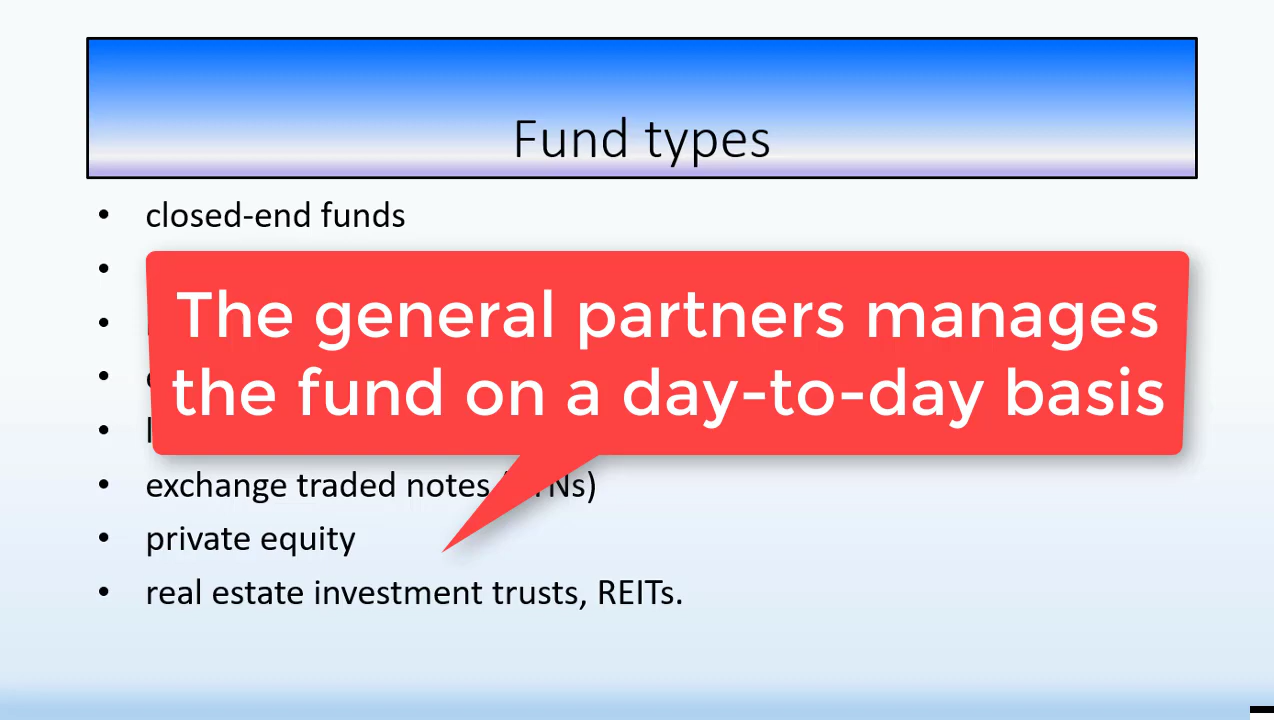 Fund types
• closed-end funds
•
•
•
•
The general partners manages
the fund on a day-to-day basis
• exchange traded notes
• private equity
• real estate investment trusts, REITs.